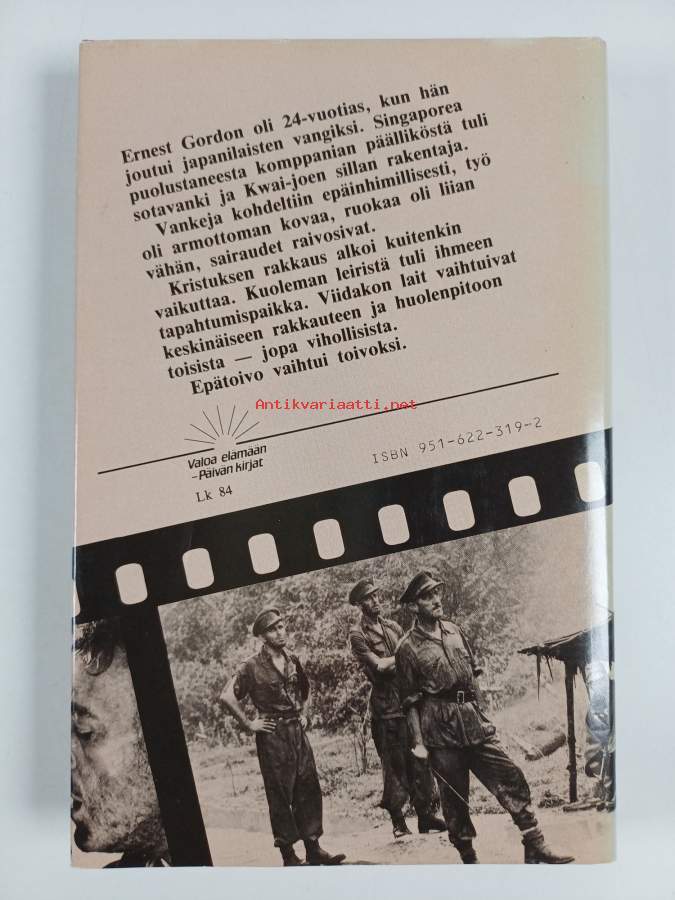 Ernest Gordon oli 24-vuotias, kun hän
joutui japanilaisten vangiksi. Singaporea
puolustaneesta komppanian päälliköstä tuli
sotavanki ja Kwai-joen sillan rakentaja.
Vankeja kohdeltiin epäinhimillisesti, työ
oli armottoman kovaa, ruokaa oli liian
vähän, sairaudet raivosivat.
Kristuksen rakkaus alkoi kuitenkin
vaikuttaa. Kuoleman leiristä tuli ihmeen
tapahtumispaikka. Viidakon lait vaihtuivat
keskinäiseen rakkauteen ja huolenpitoon
toisista — jopa vihollisista.
Epätoivo vaihtui toivoksi.
Antikvariaatti.net
Valoa elämään
-Päivän kirjat
Lk 84
ISBN 951-622-319-2